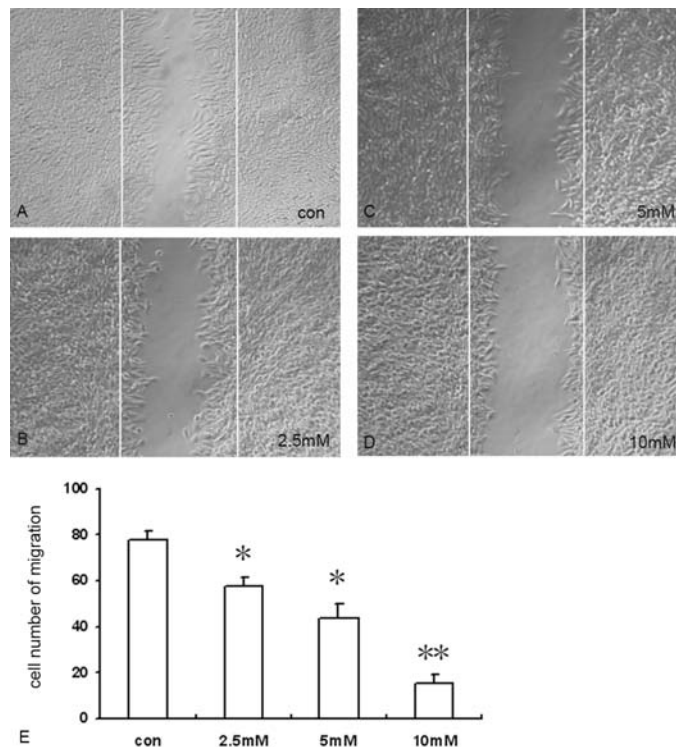 A
con
C
5mM
B
2.5mM
D
10mM
100
80
60
40
20
0
cell number of migration
*
*
**
E
con
2.5mM
5mM
10mM